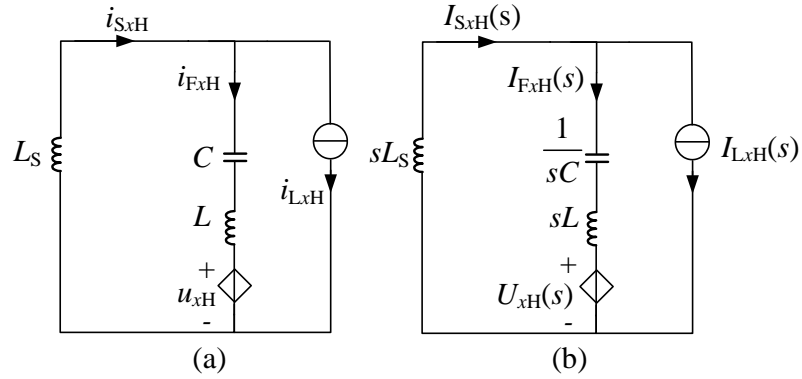 i_SxH
i_FxH
L_S
C
i_LxH
L
+
u_xH
-
(a)
I_SxH(s)
I_FxH(s)
sL_S
1
sC
I_LxH(s)
sL
+
U_xH(s)
-
(b)